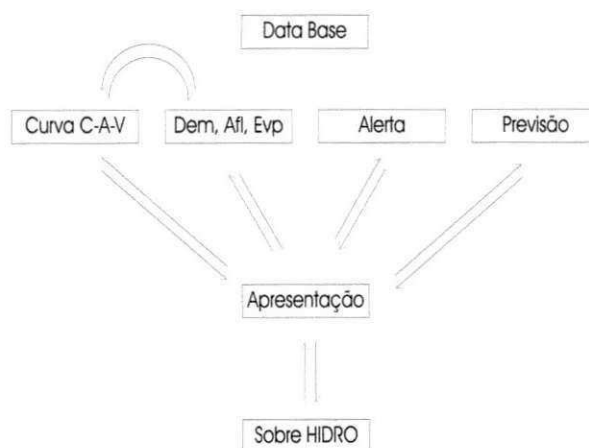 Data Base
Curva C-A-V
Dem, Afl, Evp
Alerta
Previsão
Apresentação
Sobre HIDRO